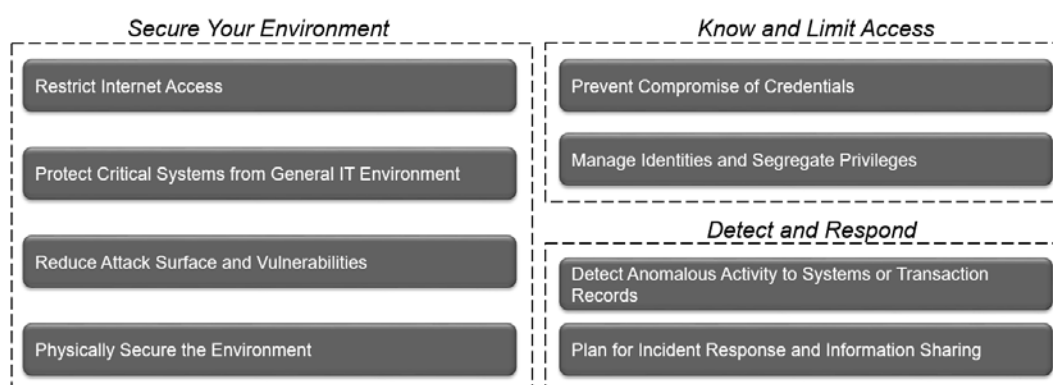 Secure Your Environment
Restrict Internet Access
Protect Critical Systems from General IT Environment
Reduce Attack Surface and Vulnerabilities
Physically Secure the Environment
Know and Limit Access
Prevent Compromise of Credentials
Manage Identities and Segregate Privileges
Detect and Respond
Detect Anomalous Activity to Systems or Transaction
Records
Plan for Incident Response and Information Sharing